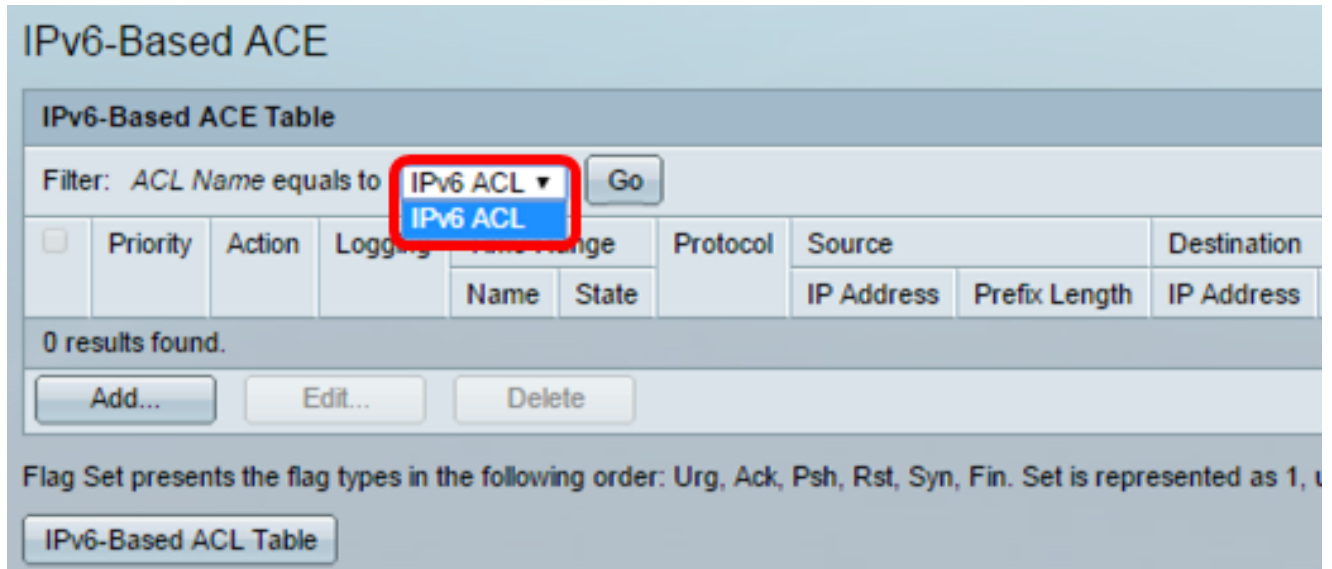 IPv6-Based ACE
IPv6-Based ACE Table
Filter: ACL Name equals to IPv6 ACL ▾ Go
IPv6 ACL
Priority Action Protocol Source Destination
Name State IP Address Prefix Length IP Address
0 results found.
Add... Edit... Delete
Flag Set presents the flag types in the following order: Urg, Ack, Psh, Rst, Syn, Fin. Set is represented as 1,
IPv6-Based ACL Table